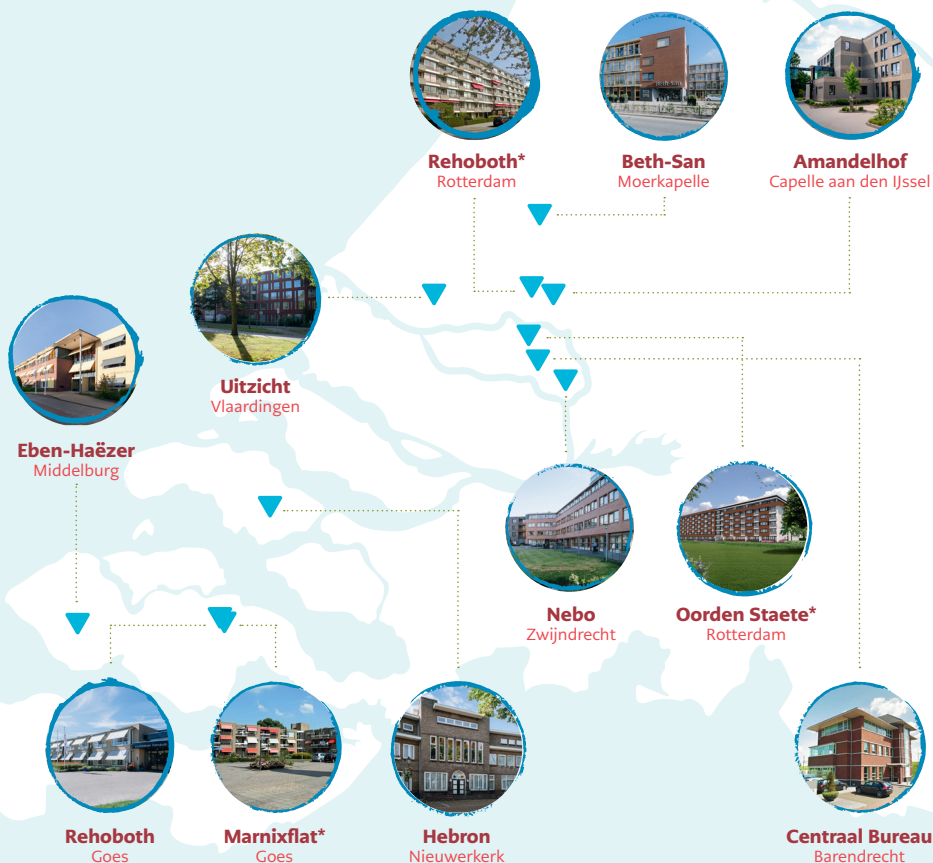 Rehoboth*
Rotterdam
Beth-San
Moerkapelle
Amandelhof
Capelle aan den IJssel
Uitzicht
Vlaardingen
Eben-Haëzer
Middelburg
Nebo
Zwijndrecht
Oorden Staete*
Rotterdam
Rehoboth
Goes
Marnixflat*
Goes
Hebron
Nieuwerkerk
Centraal Bureau
Barendrecht